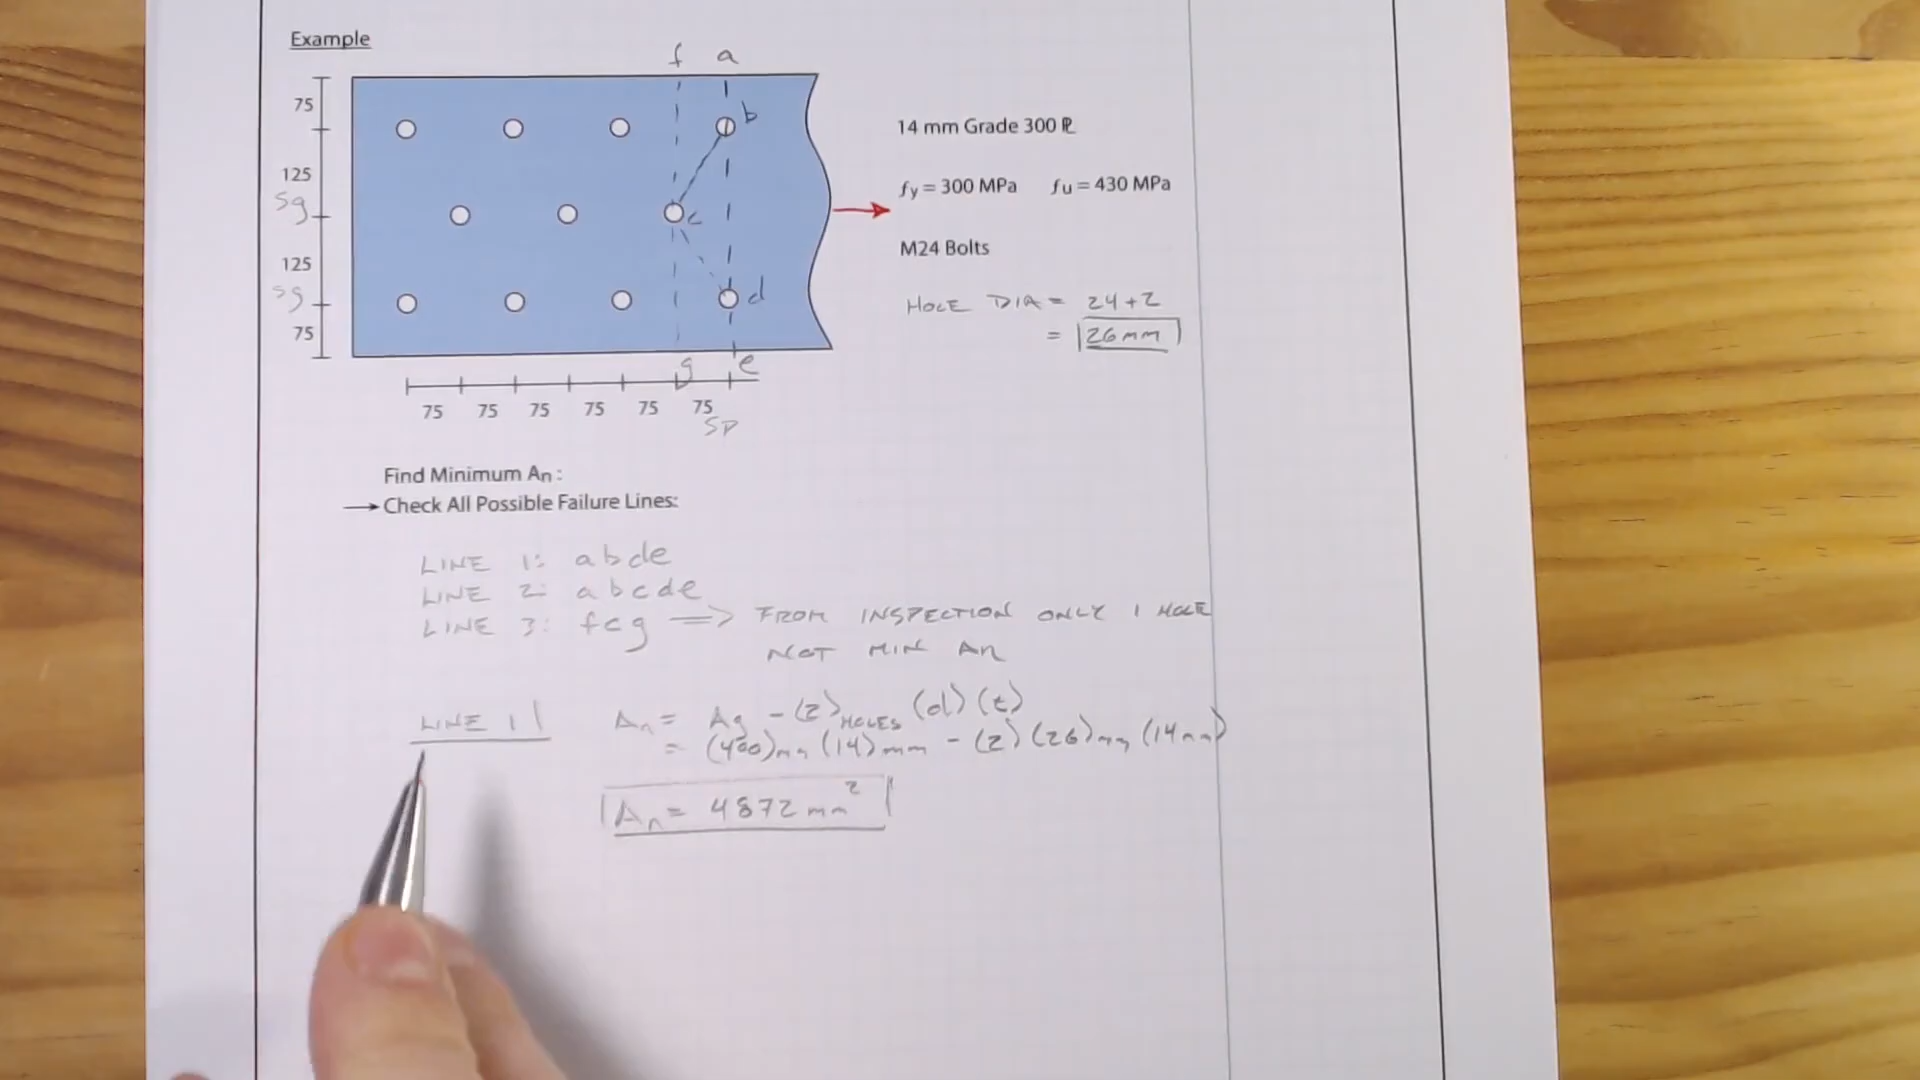 Example
f a
75
b
14 mm Grade 300 PL
125
fy = 300 MPa fu = 430 MPa
sg
c
M24 Bolts
125
sg
d
HOLE DIA = 24+2
75
= 26mm
g e
75 75 75 75 75 75
sp
Find Minimum An :
→ Check All Possible Failure Lines:
LINE 1: abde
LINE 2: abcde
LINE 3: fcg => FROM INSPECTION ONLY 1 HOLE
NOT MIN An
LINE 1 An = Ag - (2)HOLES (d)(t)
= (400)mm (14)mm - (2)(26)mm (14mm)
An = 4872 mm²